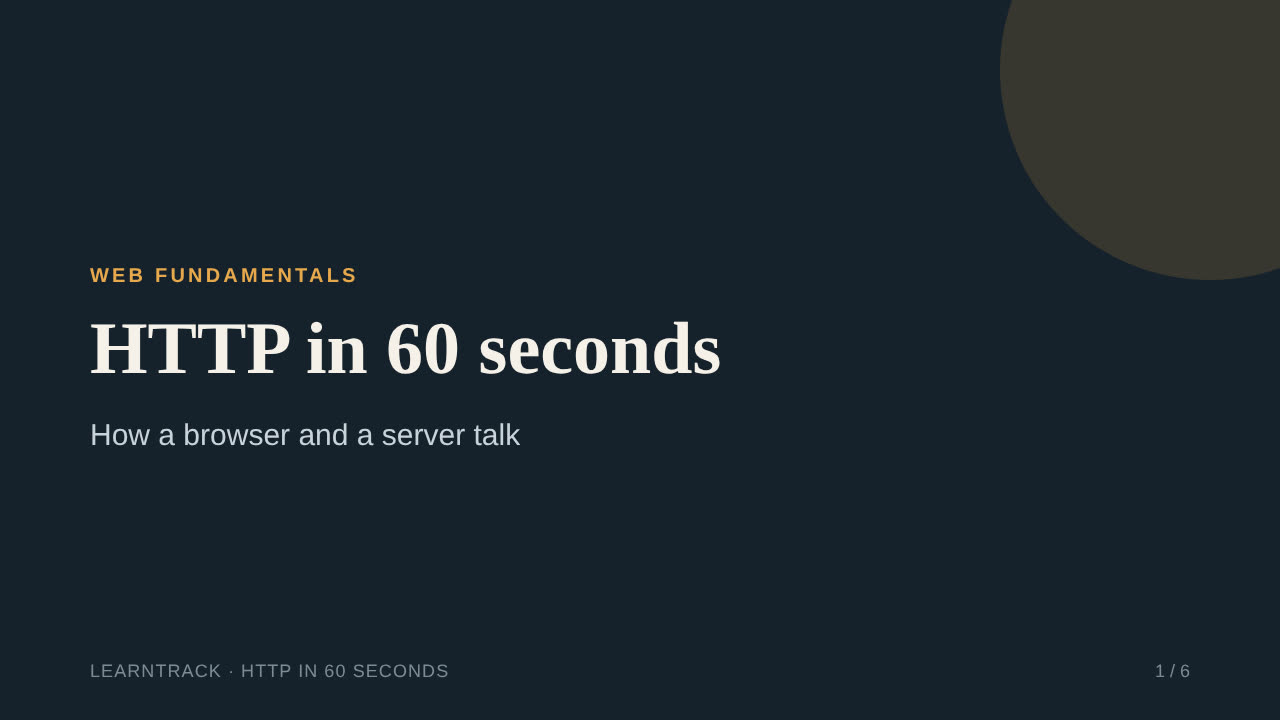 WEB FUNDAMENTALS
HTTP in 60 seconds
How a browser and a server talk
LEARNTRACK · HTTP IN 60 SECONDS
1 / 6